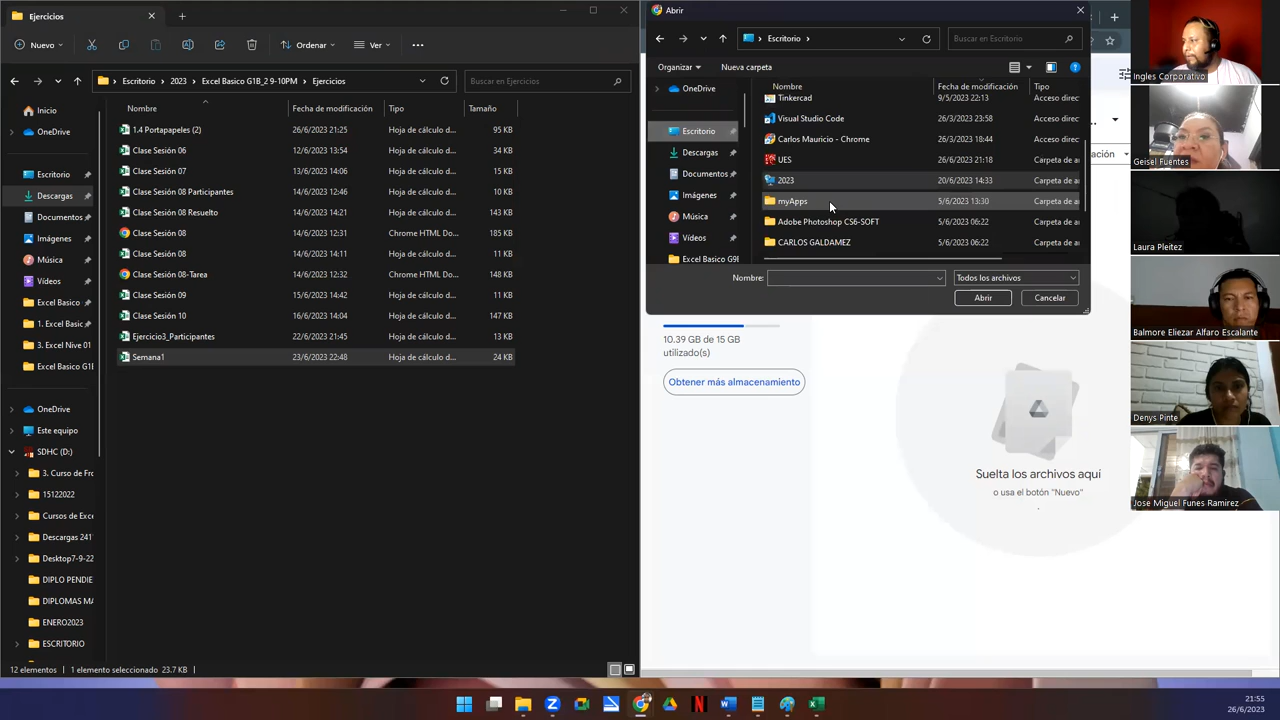 Ejercicios
Nuevo
Ordenar
Ver
Escritorio > 2023 > Excel Basico G1B_2 9-10PM > Ejercicios
Buscar en Ejercicios
Inicio
OneDrive
Escritorio
Descargas
Documentos
Imágenes
Música
Vídeos
Excel Basico
1. Excel Basic
3. Excel Nive 01
Excel Basico G1B
OneDrive
Este equipo
SDHC (D:)
3. Curso de Fro
15122022
Cursos de Exce
Descargas 241
Desktop7-9-22
DIPLO PENDIE
DIPLOMAS MA
ENERO2023
ESCRITORIO
Nombre Fecha de modificación Tipo Tamaño
1.4 Portapapeles (2) 26/6/2023 21:25 Hoja de cálculo d... 95 KB
Clase Sesión 06 12/6/2023 13:54 Hoja de cálculo d... 34 KB
Clase Sesión 07 13/6/2023 14:06 Hoja de cálculo d... 15 KB
Clase Sesión 08 Participantes 14/6/2023 12:32 Hoja de cálculo d... 10 KB
Clase Sesión 08 Resuelto 14/6/2023 14:21 Hoja de cálculo d... 143 KB
Clase Sesión 08 14/6/2023 12:31 Chrome HTML Do... 185 KB
Clase Sesión 08 14/6/2023 14:11 Hoja de cálculo d... 11 KB
Clase Sesión 08-Tarea 14/6/2023 12:32 Chrome HTML Do... 148 KB
Clase Sesión 09 15/6/2023 14:42 Hoja de cálculo d... 11 KB
Clase Sesión 10 16/6/2023 14:04 Hoja de cálculo d... 147 KB
Ejercicio3_Participantes 22/6/2023 21:45 Hoja de cálculo d... 13 KB
Semana1 23/6/2023 22:48 Hoja de cálculo d... 24 KB
12 elementos | 1 elemento seleccionado 23.7 KB |
Abrir
Escritorio >
Buscar en Escritorio
Organizar Nueva carpeta
OneDrive
Escritorio
Descargas
Documentos
Imágenes
Música
Vídeos
Excel Basico G9B
Nombre Fecha de modificación Tipo
Tinkercad 9/5/2023 22:13 Acceso direc
Visual Studio Code 26/3/2023 23:58 Acceso direc
Carlos Mauricio - Chrome 26/3/2023 18:44 Acceso direc
UES 26/6/2023 21:18 Carpeta de a
2023 20/6/2023 14:33 Carpeta de a
myApps 5/6/2023 13:30 Carpeta de a
Adobe Photoshop CS6-SOFT 5/6/2023 06:22 Carpeta de a
CARLOS GALDAMEZ 5/6/2023 06:22 Carpeta de a
Nombre: Todos los archivos
Abrir Cancelar
ación
10.39 GB de 15 GB
utilizado(s)
Obtener más almacenamiento
Suelta los archivos aquí
o usa el botón "Nuevo"
.
Ingles Corporativo
Geisel Fuentes
Laura Pleitez
Balmore Eliezar Alfaro Escalante
Denys Pinte
Jose Miguel Funes Ramirez
21:55
26/6/2023